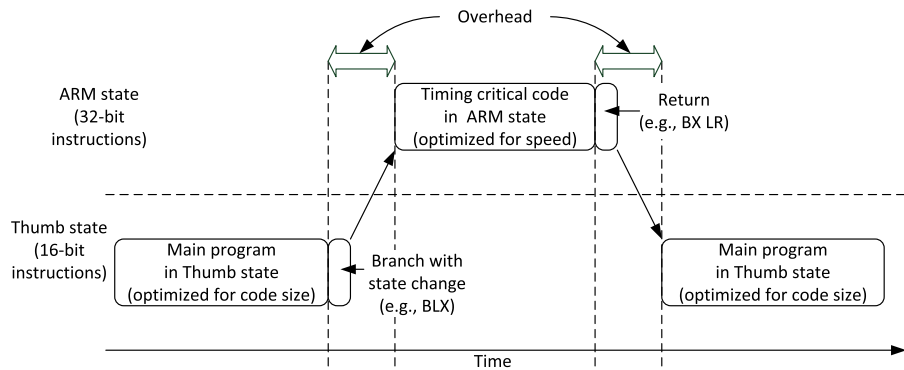 Overhead
ARM state
(32-bit
instructions)
Timing critical code
in ARM state
(optimized for speed)
Return
(e.g., BX LR)
Thumb state
(16-bit
instructions)
Main program
in Thumb state
(optimized for code size)
Branch with
state change
(e.g., BLX)
Main program
in Thumb state
(optimized for code size)
Time